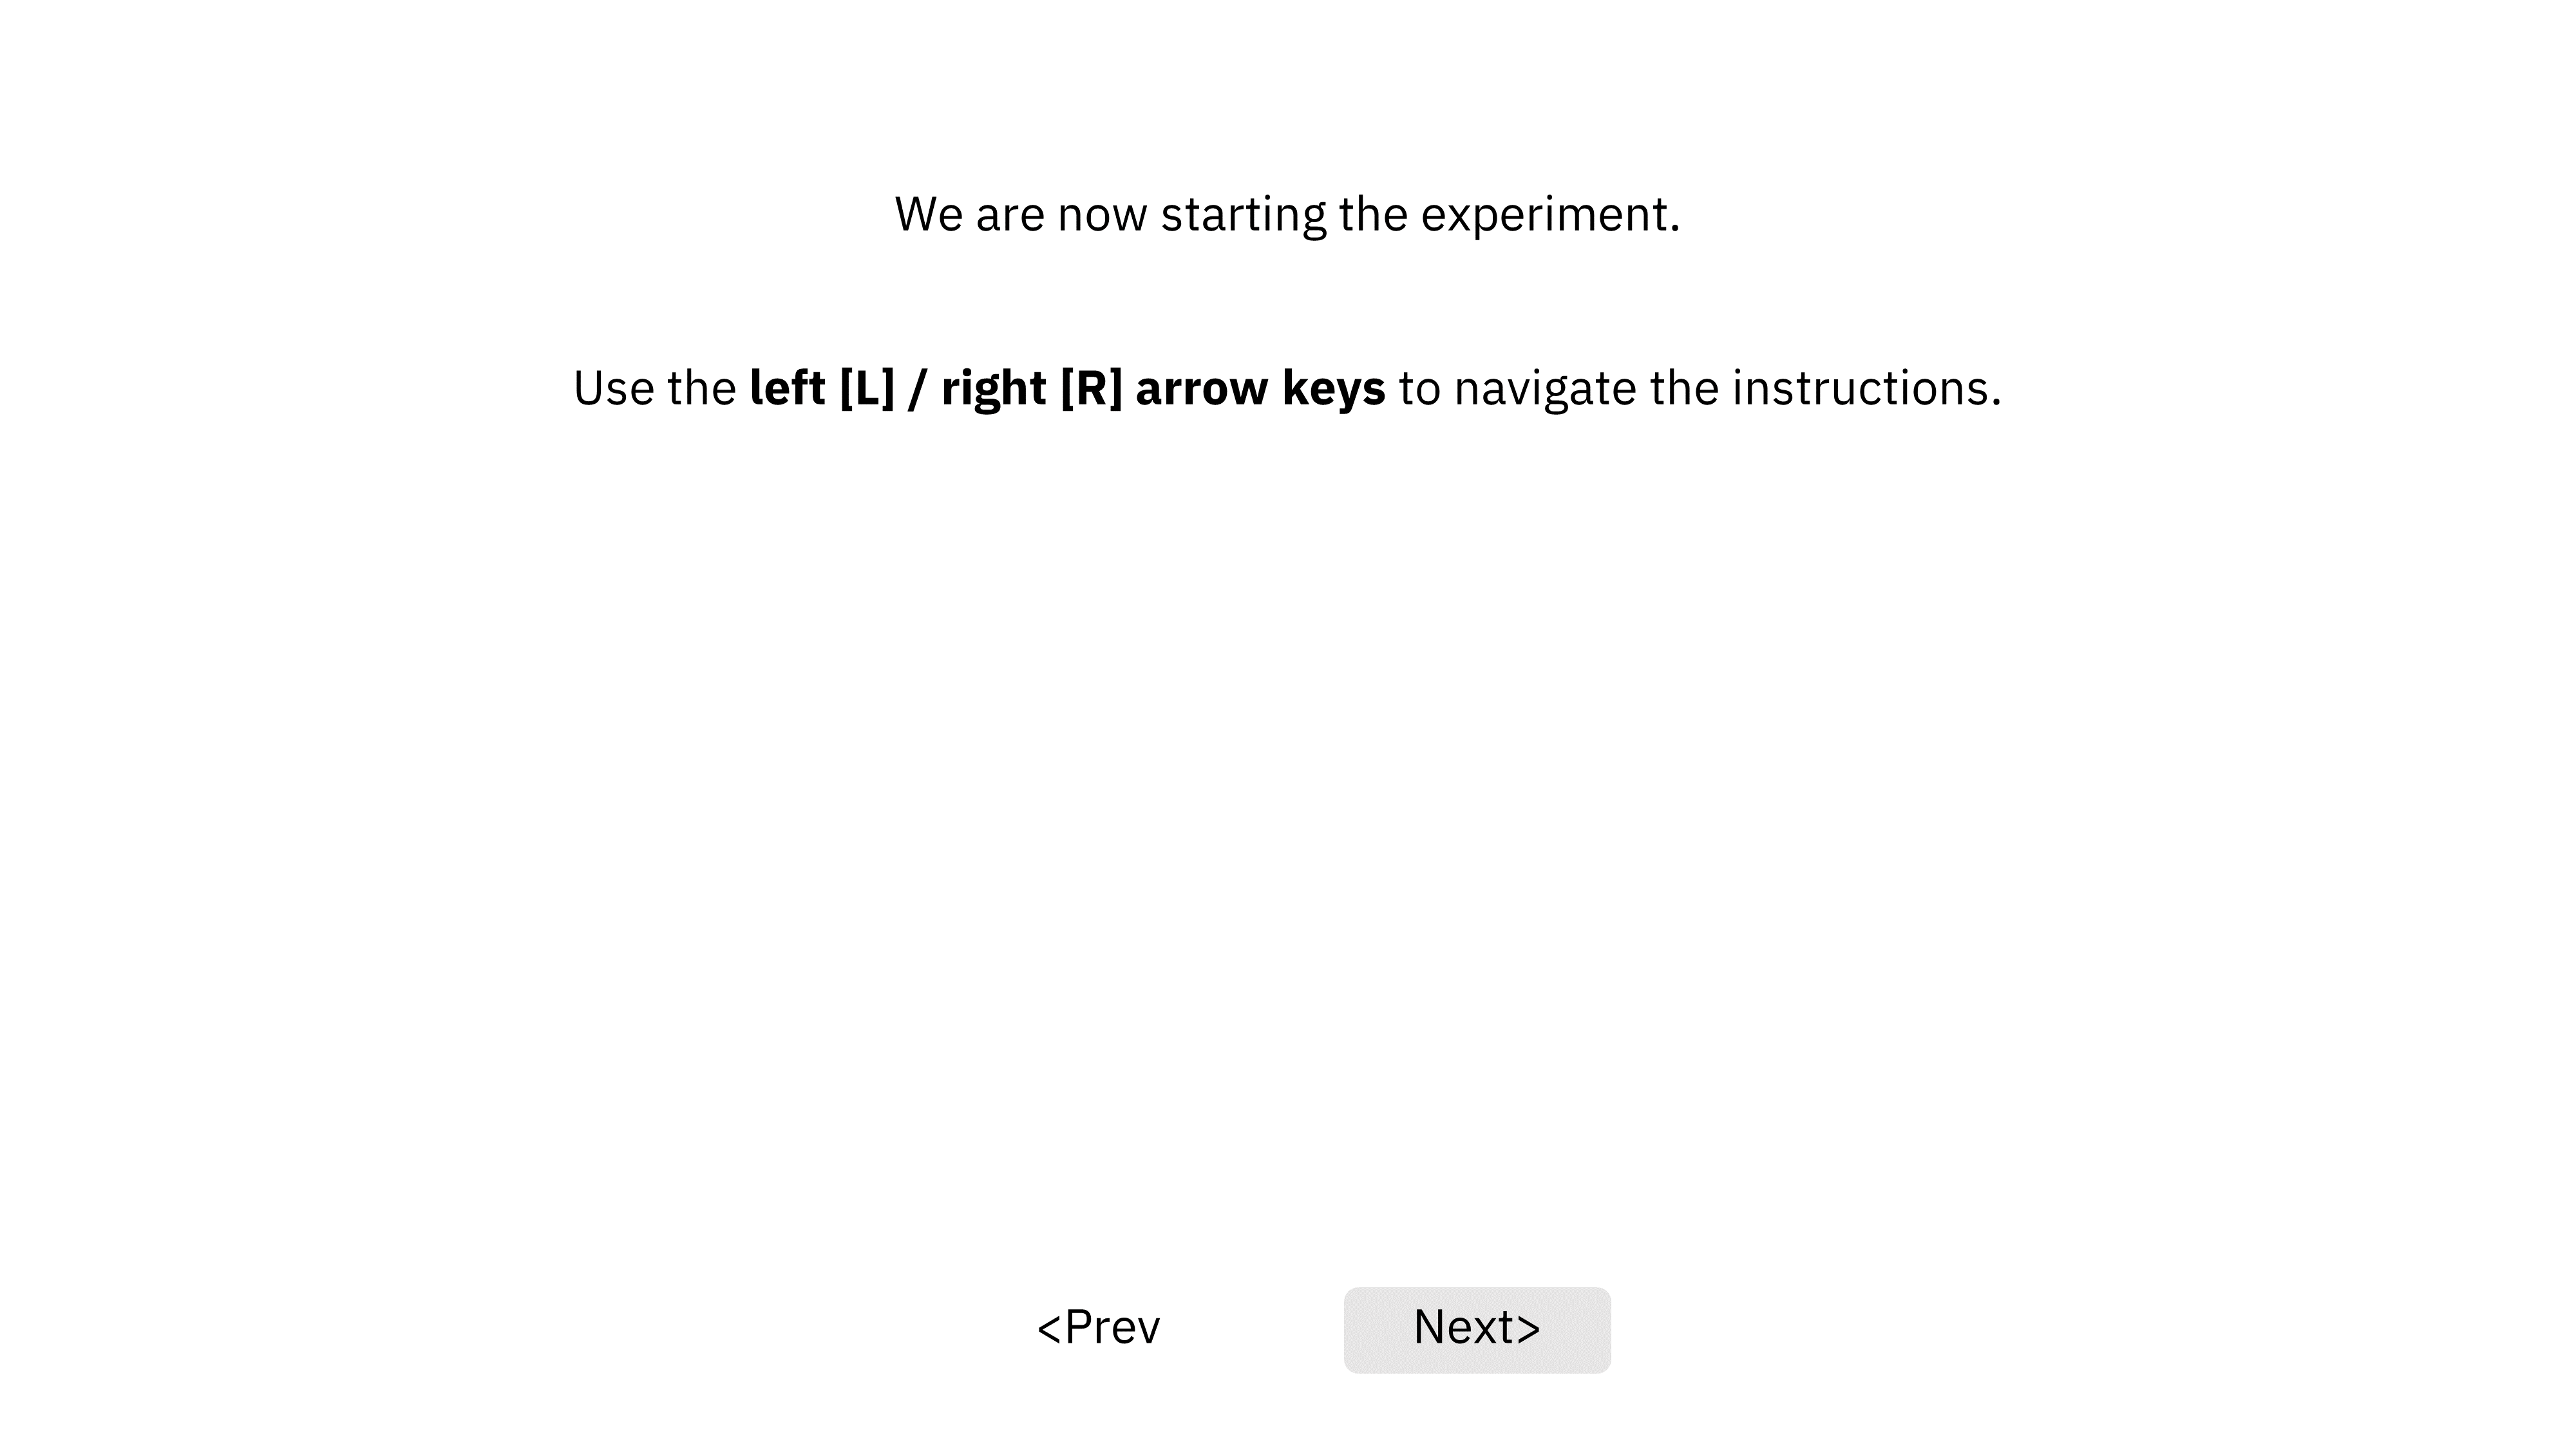 We are now starting the experiment.
Use the left [L] / right [R] arrow keys to navigate the instructions.
<Prev
Next>